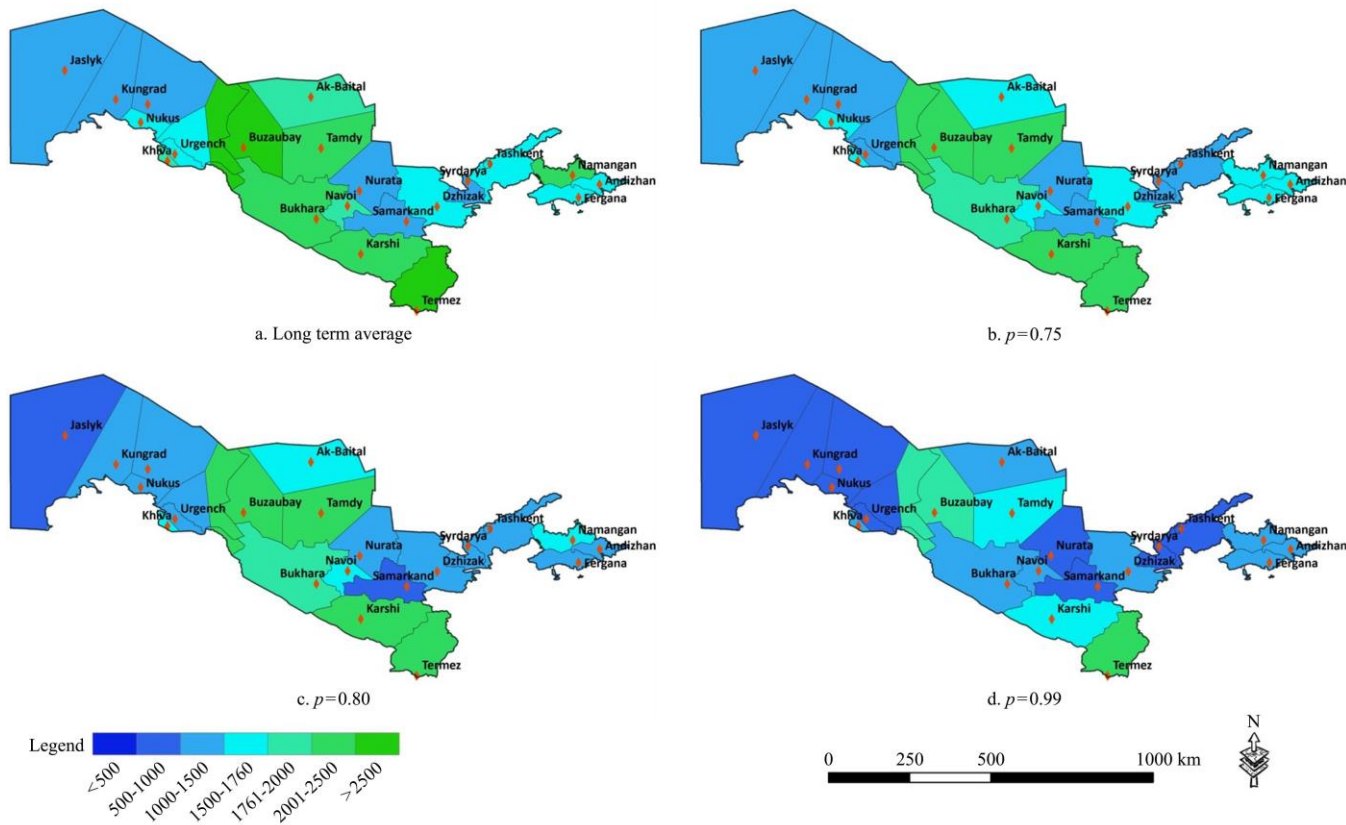 Jaslyk
Kungrad
Nukus
Khiva
Urgench
Buzaubay
Ak-Baital
Tamdy
Nurata
Navoi
Bukhara
Samarkand
Karshi
Termez
Syrdarya
Tashkent
Dzhizak
Namangan
Andizhan
Fergana
a. Long term average
Jaslyk
Kungrad
Nukus
Khiva
Urgench
Buzaubay
Ak-Baital
Tamdy
Nurata
Navoi
Bukhara
Samarkand
Karshi
Termez
Syrdarya
Tashkent
Dzhizak
Namangan
Andizhan
Fergana
b. p=0.75
Jaslyk
Kungrad
Nukus
Khiva
Urgench
Buzaubay
Ak-Baital
Tamdy
Nurata
Navoi
Bukhara
Samarkand
Karshi
Termez
Syrdarya
Tashkent
Dzhizak
Namangan
Andizhan
Fergana
c. p=0.80
Jaslyk
Kungrad
Nukus
Khiva
Urgench
Buzaubay
Ak-Baital
Tamdy
Nurata
Navoi
Bukhara
Samarkand
Karshi
Termez
Syrdarya
Tashkent
Dzhizak
Namangan
Andizhan
Fergana
d. p=0.99
Legend
<500
500-1000
1000-1500
1500-1760
1761-2000
2001-2500
>2500
0 250 500 1000 km
N